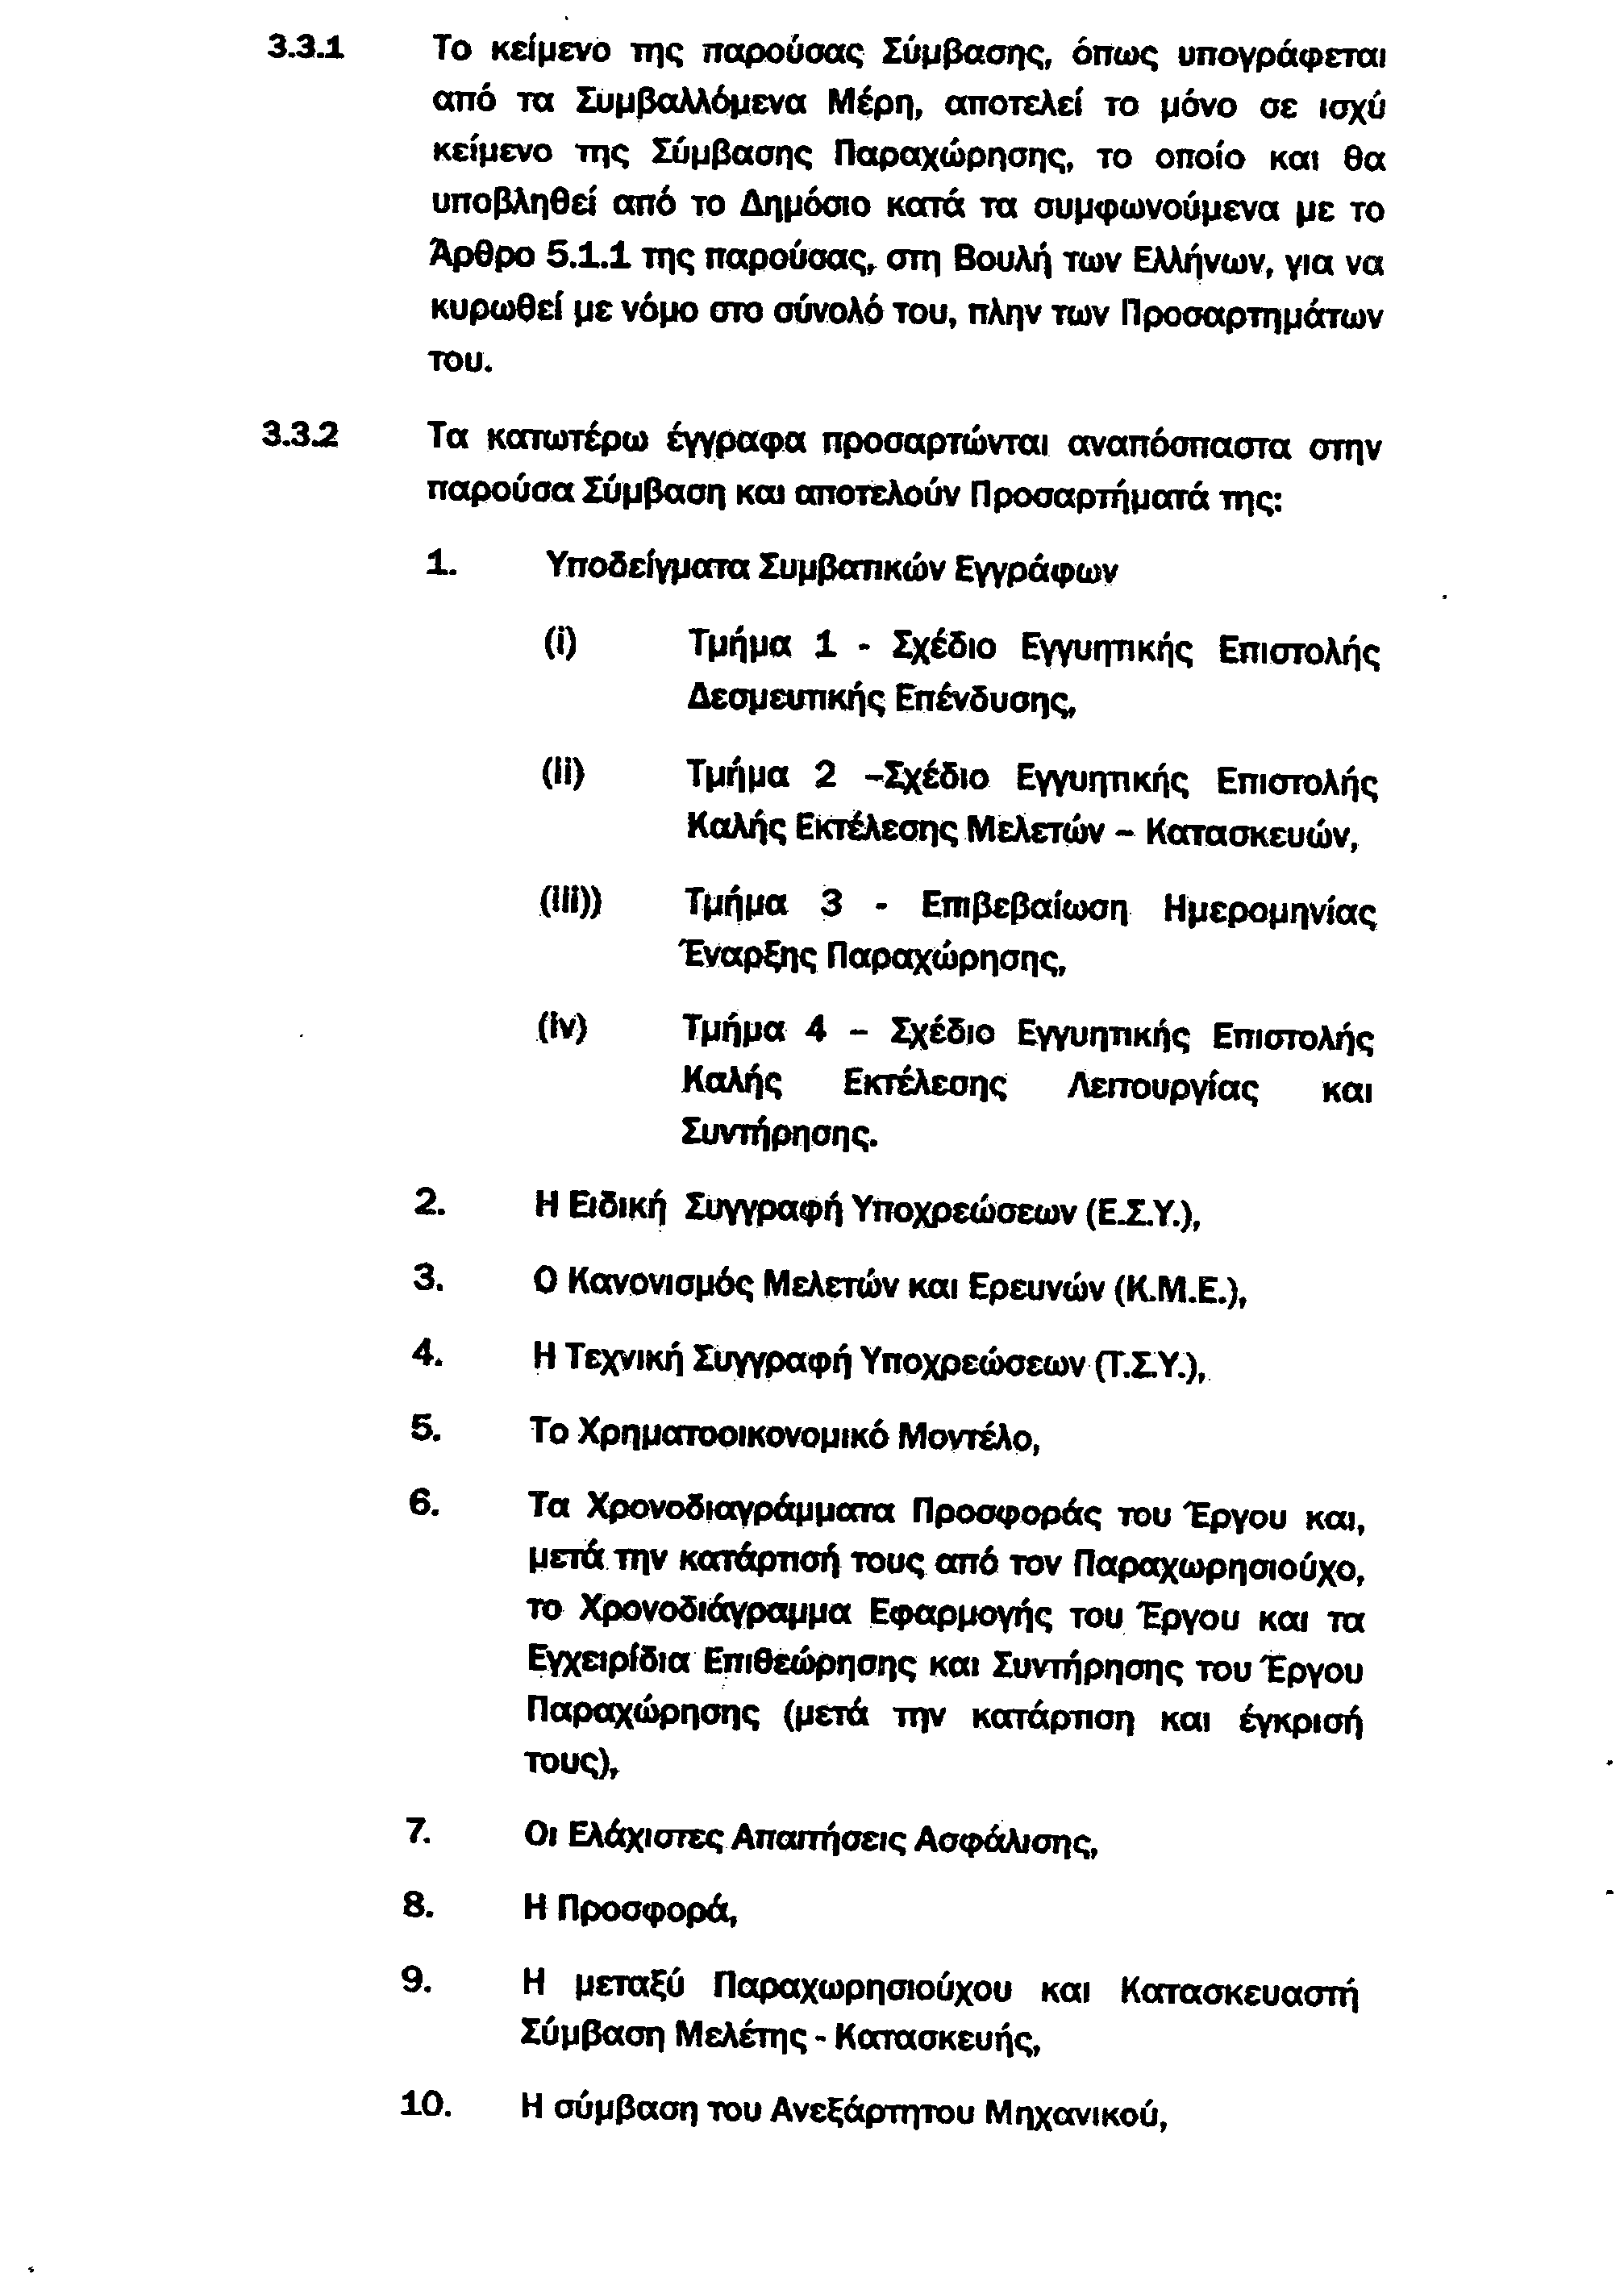 3.3.1 Το κείμενο της παρούσας Σύμβασης, όπως υπογράφεται
από τα Συμβαλλόμενα Μέρη, αποτελεί το μόνο σε ισχύ
κείμενο της Σύμβασης Παραχώρησης, το οποίο και θα
υποβληθεί από το Δημόσιο κατά τα συμφωνούμενα με το
Άρθρο 5.1.1 της παρούσας, στη Βουλή των Ελλήνων, για να
κυρωθεί με νόμο στο σύνολό του, πλην των Προσαρτημάτων
του.
3.3.2 Τα κατωτέρω έγγραφα προσαρτώνται αναπόσπαστα στην
παρούσα Σύμβαση και αποτελούν Προσαρτήματά της:
1. Υποδείγματα Συμβατικών Εγγράφων
(i) Τμήμα 1 - Σχέδιο Εγγυητικής Επιστολής
Δεσμευτικής Επένδυσης,
(ii) Τμήμα 2 –Σχέδιο Εγγυητικής Επιστολής
Καλής Εκτέλεσης Μελετών – Κατασκευών,
(iii)) Τμήμα 3 - Επιβεβαίωση Ημερομηνίας
Έναρξης Παραχώρησης,
(iv) Τμήμα 4 – Σχέδιο Εγγυητικής Επιστολής
Καλής Εκτέλεσης Λειτουργίας και
Συντήρησης.
2. Η Ειδική Συγγραφή Υποχρεώσεων (Ε.Σ.Υ.),
3. Ο Κανονισμός Μελετών και Ερευνών (Κ.Μ.Ε.),
4. Η Τεχνική Συγγραφή Υποχρεώσεων (Τ.Σ.Υ.),
5. Το Χρηματοοικονομικό Μοντέλο,
6. Τα Χρονοδιαγράμματα Προσφοράς του Έργου και,
μετά την κατάρτισή τους από τον Παραχωρησιούχο,
το Χρονοδιάγραμμα Εφαρμογής του Έργου και τα
Εγχειρίδια Επιθεώρησης και Συντήρησης του Έργου
Παραχώρησης (μετά την κατάρτιση και έγκρισή
τους),
7. Οι Ελάχιστες Απαιτήσεις Ασφάλισης,
8. Η Προσφορά,
9. Η μεταξύ Παραχωρησιούχου και Κατασκευαστή
Σύμβαση Μελέτης - Κατασκευής,
10. Η σύμβαση του Ανεξάρτητου Μηχανικού,